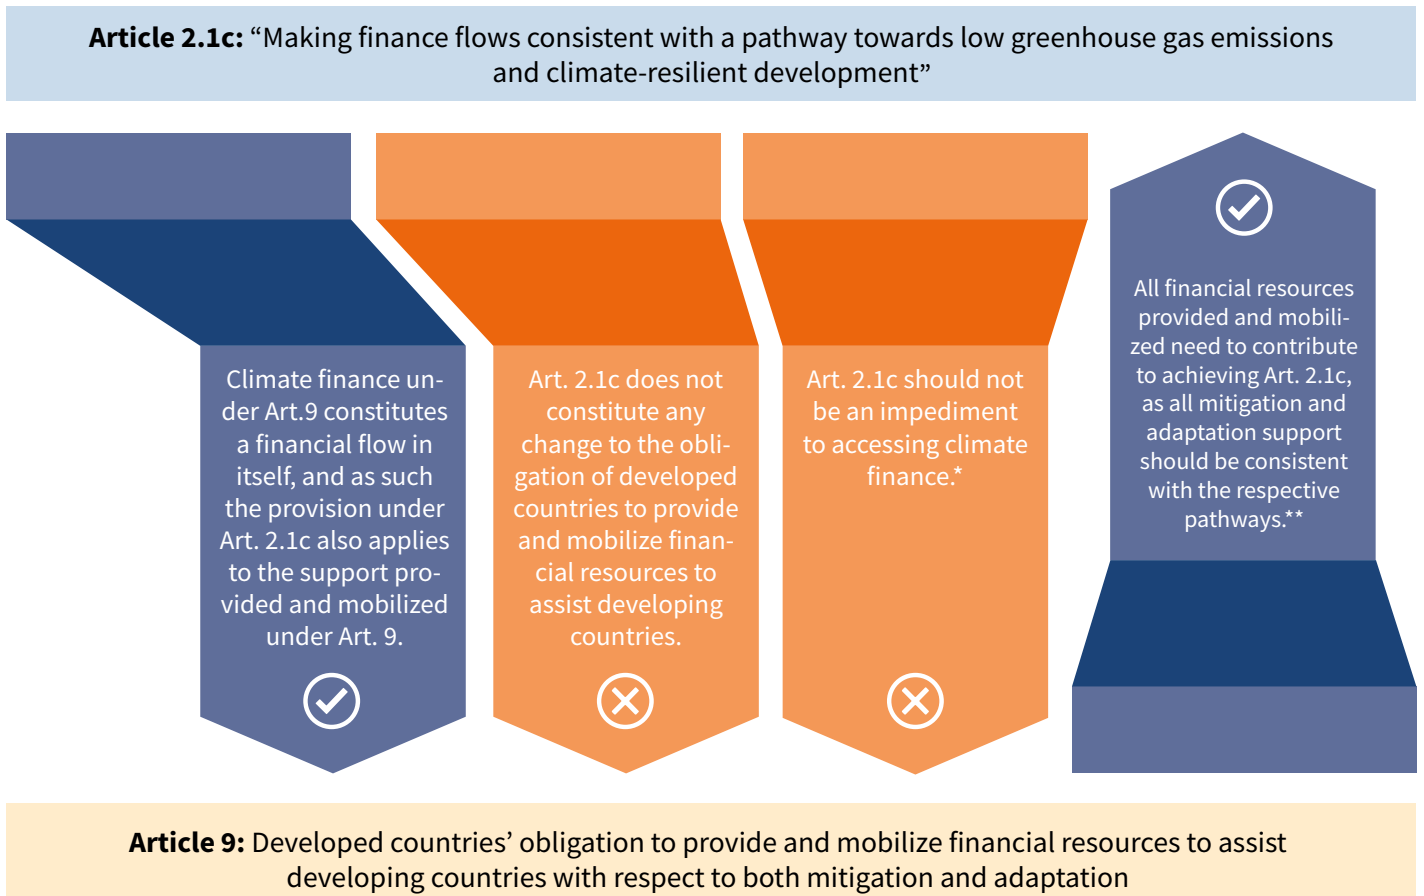 Article 2.1c: “Making finance flows consistent with a pathway towards low greenhouse gas emissions
and climate-resilient development”
Climate finance un-
der Art.9 constitutes
a financial flow in
itself, and as such
the provision under
Art. 2.1c also applies
to the support pro-
vided and mobilized
under Art. 9.
Art. 2.1c does not
constitute any
change to the obli-
gation of developed
countries to provide
and mobilize finan-
cial resources to
assist developing
countries.
Art. 2.1c should not
be an impediment
to accessing climate
finance.*
All financial resources
provided and mobili-
zed need to contribute
to achieving Art. 2.1c,
as all mitigation and
adaptation support
should be consistent
with the respective
pathways.**
Article 9: Developed countries’ obligation to provide and mobilize financial resources to assist
developing countries with respect to both mitigation and adaptation